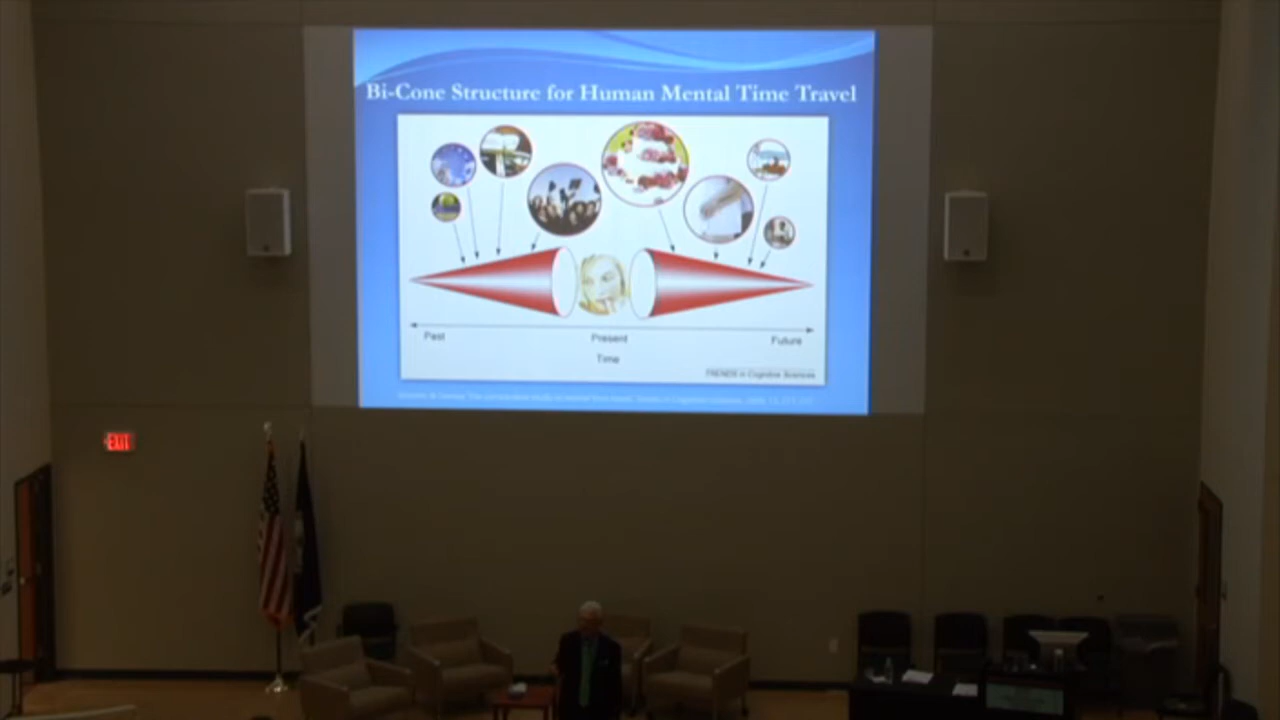 Bi-Cone Structure for Human Mental Time Travel
Past
Present
Future
Time
TRENDS in Cognitive Sciences
EXIT